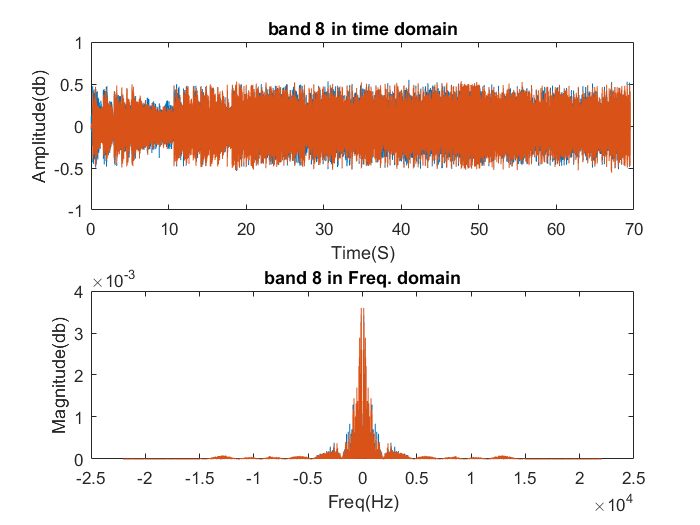 band 8 in time domain
Amplitude(db)
1
0.5
0
-0.5
-1
0 10 20 30 40 50 60 70
Time(S)
×10-3
band 8 in Freq. domain
Magnitude(db)
4
3
2
1
0
-2.5 -2 -1.5 -1 -0.5 0 0.5 1 1.5 2 2.5
Freq(Hz)
×104